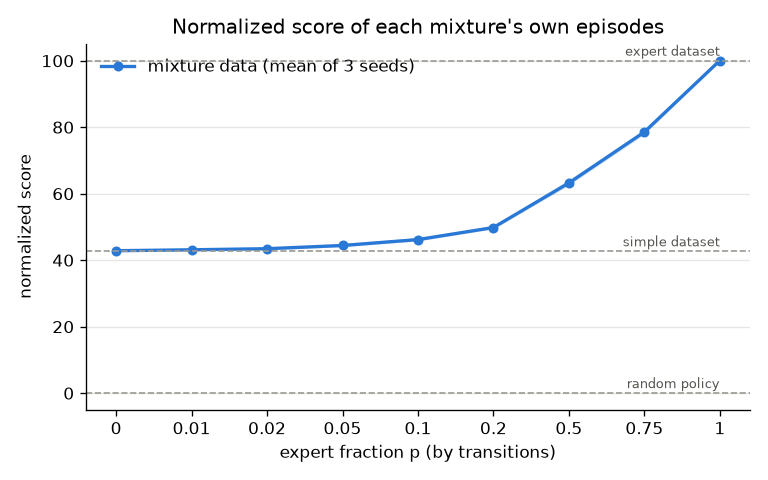 Normalized score of each mixture's own episodes
expert dataset
mixture data (mean of 3 seeds)
simple dataset
random policy
normalized score
100
80
60
40
20
0
0 0.01 0.02 0.05 0.1 0.2 0.5 0.75 1
expert fraction p (by transitions)